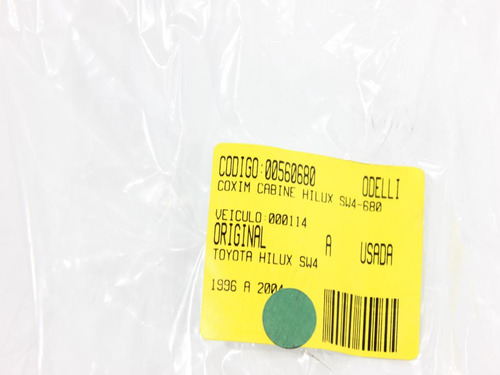 CODIGO:00560680 ODELLI
COXIM CABINE HILUX SW4-680
VEICULO:000114
ORIGINAL A USADA
TOYOTA HILUX SW4
1996 A 2004